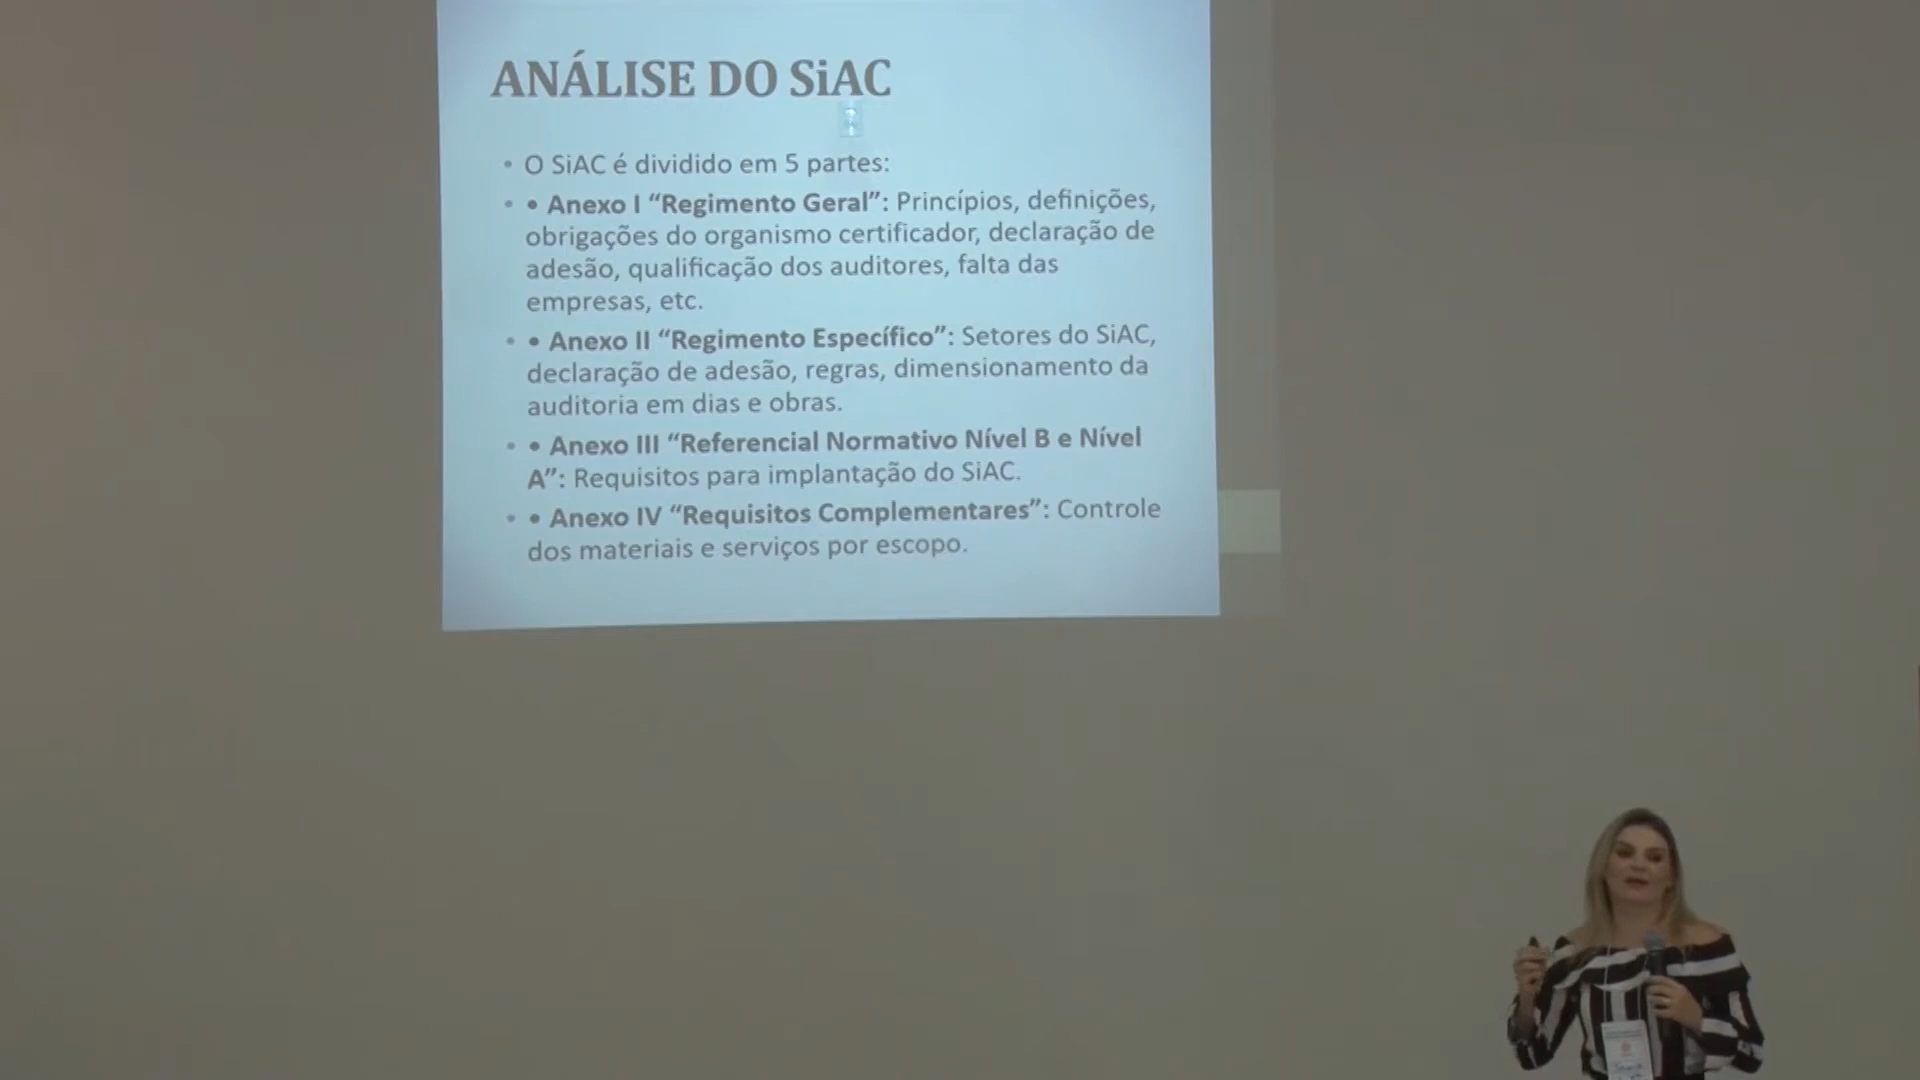 ANÁLISE DO SiAC
• O SiAC é dividido em 5 partes:
• • Anexo I “Regimento Geral”: Princípios, definições,
obrigações do organismo certificador, declaração de
adesão, qualificação dos auditores, falta das
empresas, etc.
• • Anexo II “Regimento Específico”: Setores do SiAC,
declaração de adesão, regras, dimensionamento da
auditoria em dias e obras.
• • Anexo III “Referencial Normativo Nível B e Nível
A”: Requisitos para implantação do SiAC.
• • Anexo IV “Requisitos Complementares”: Controle
dos materiais e serviços por escopo.